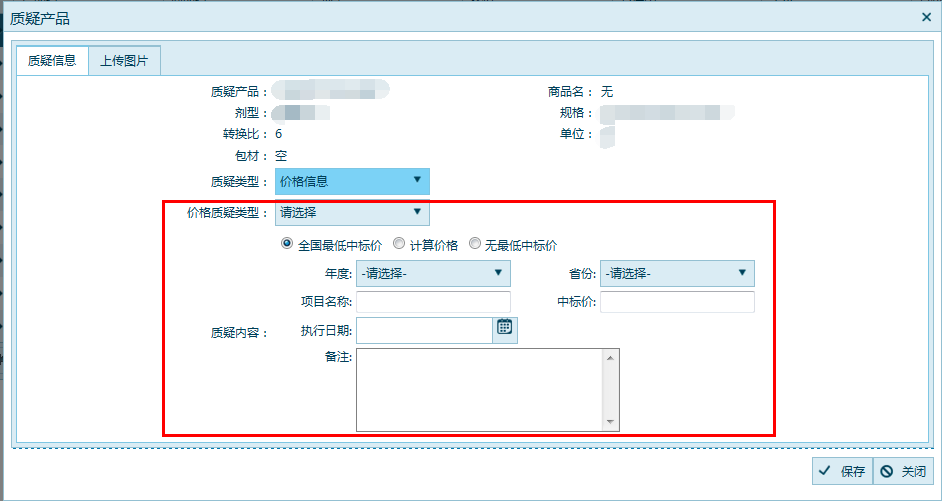 质疑产品
质疑信息 上传图片
质疑产品： 商品名： 无
剂型： 规格：
转换比： 6 单位：
包材： 空
质疑类型： 价格信息
价格质疑类型： 请选择
全国最低中标价 计算价格 无最低中标价
年度: -请选择- 省份: -请选择-
项目名称: 中标价:
质疑内容： 执行日期:
备注:
保存 关闭